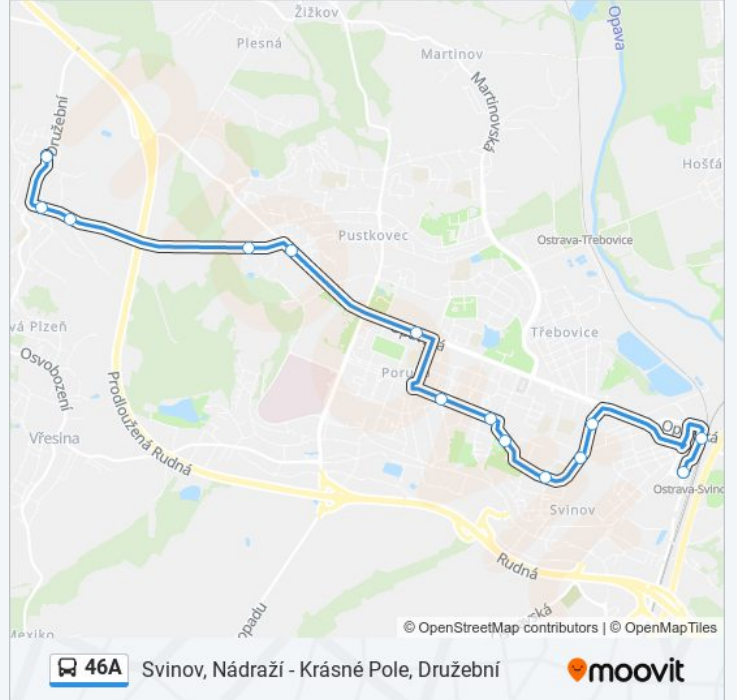 Žižkov
Opava
Plesná
Martinov
Martinovská
Družební
Hošťá
Pustkovec
Ostrava-Třebovice
vá Plzeň
Třebovice
Osvobození
Prodloužená Rudná
Vřesina
Ostrava-Svino
Svinov
Rudná
opadu
Mexiko
© OpenStreetMap contributors | © OpenMapTiles
46A Svinov, Nádraží - Krásné Pole, Družební
moovit